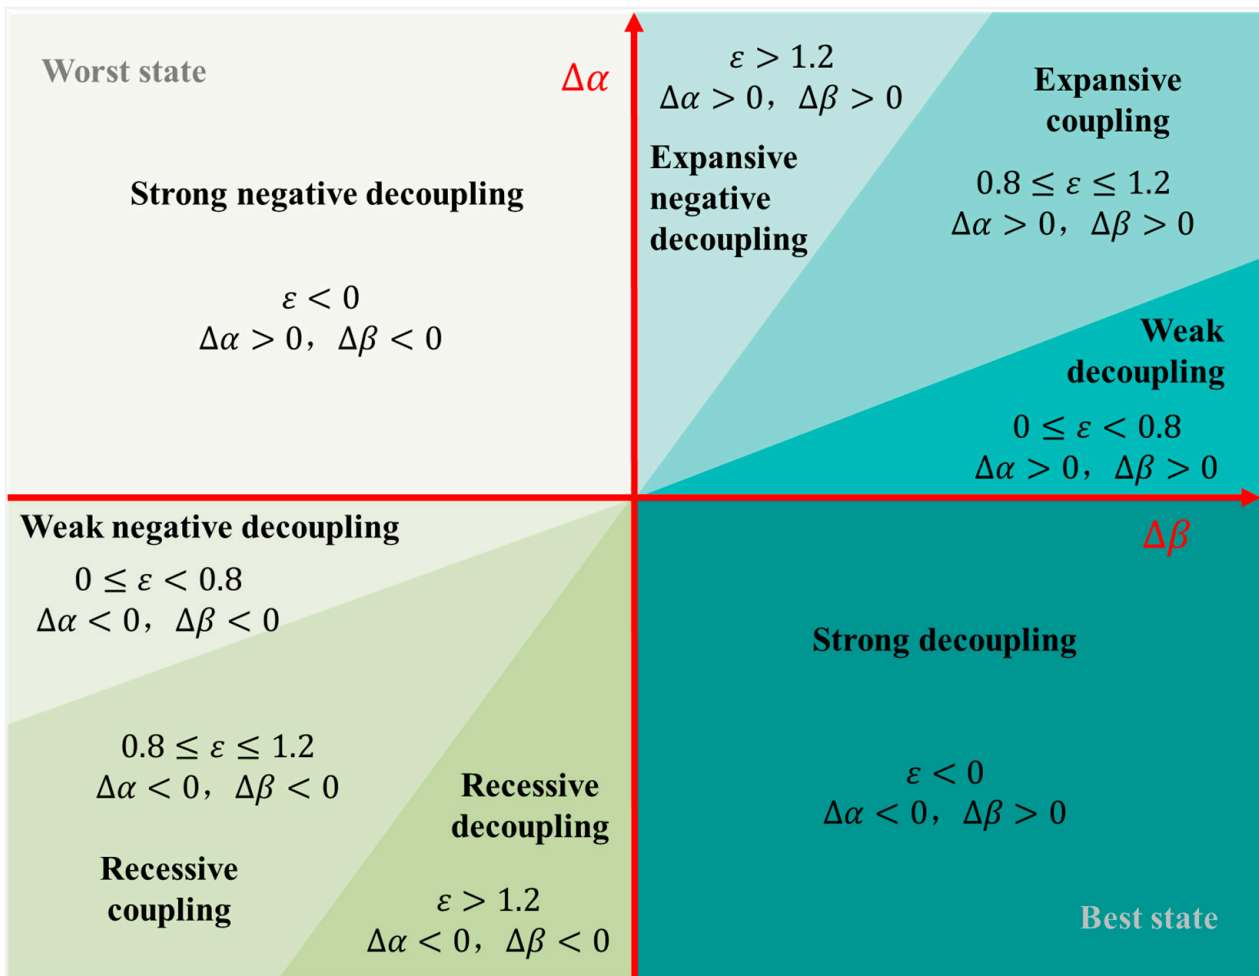 Worst state
Δα
Strong negative decoupling
ε < 0
Δα > 0, Δβ < 0
ε > 1.2
Δα > 0, Δβ > 0
Expansive
negative
decoupling
Expansive
coupling
0.8 ≤ ε ≤ 1.2
Δα > 0, Δβ > 0
Weak
decoupling
0 ≤ ε < 0.8
Δα > 0, Δβ > 0
Δβ
Weak negative decoupling
0 ≤ ε < 0.8
Δα < 0, Δβ < 0
0.8 ≤ ε ≤ 1.2
Δα < 0, Δβ < 0
Recessive
coupling
Recessive
decoupling
ε > 1.2
Δα < 0, Δβ < 0
Strong decoupling
ε < 0
Δα < 0, Δβ > 0
Best state